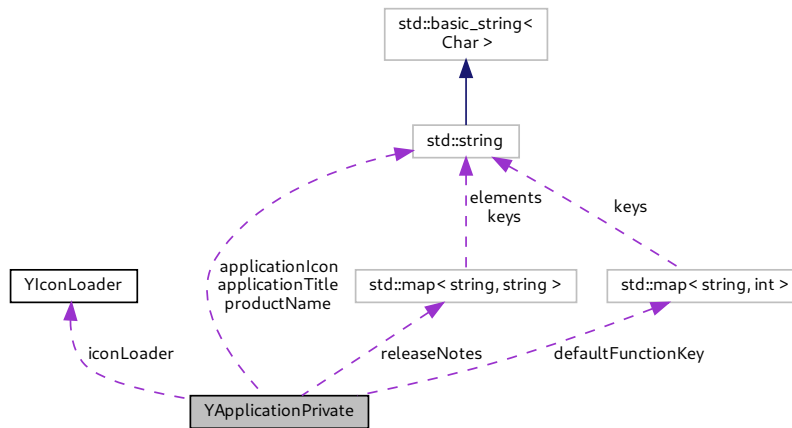 std::basic_string<
Char >
std::string
elements
keys
keys
applicationIcon
applicationTitle
productName
YIconLoader
std::map< string, string >
std::map< string, int >
iconLoader
releaseNotes
defaultFunctionKey
YApplicationPrivate